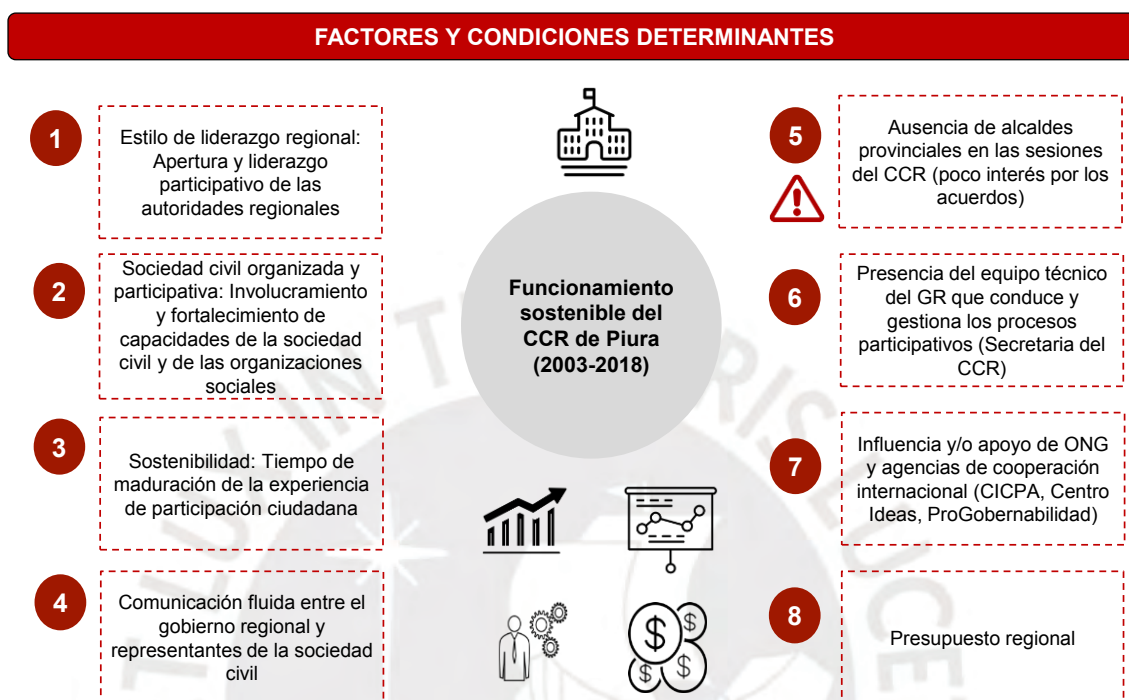 FACTORES Y CONDICIONES DETERMINANTES
1
Estilo de liderazgo regional:
Apertura y liderazgo
participativo de las
autoridades regionales
2
Sociedad civil organizada y
participativa: Involucramiento
y fortalecimiento de
capacidades de la sociedad
civil y de las organizaciones
sociales
3
Sostenibilidad: Tiempo de
maduración de la experiencia
de participación ciudadana
4
Comunicación fluida entre el
gobierno regional y
representantes de la sociedad
civil
Funcionamiento
sostenible del
CCR de Piura
(2003-2018)
$
$
$
$
5
Ausencia de alcaldes
provinciales en las sesiones
del CCR (poco interés por los
acuerdos)
6
Presencia del equipo técnico
del GR que conduce y
gestiona los procesos
participativos (Secretaria del
CCR)
7
Influencia y/o apoyo de ONG
y agencias de cooperación
internacional (CICPA, Centro
Ideas, ProGobernabilidad)
8
Presupuesto regional